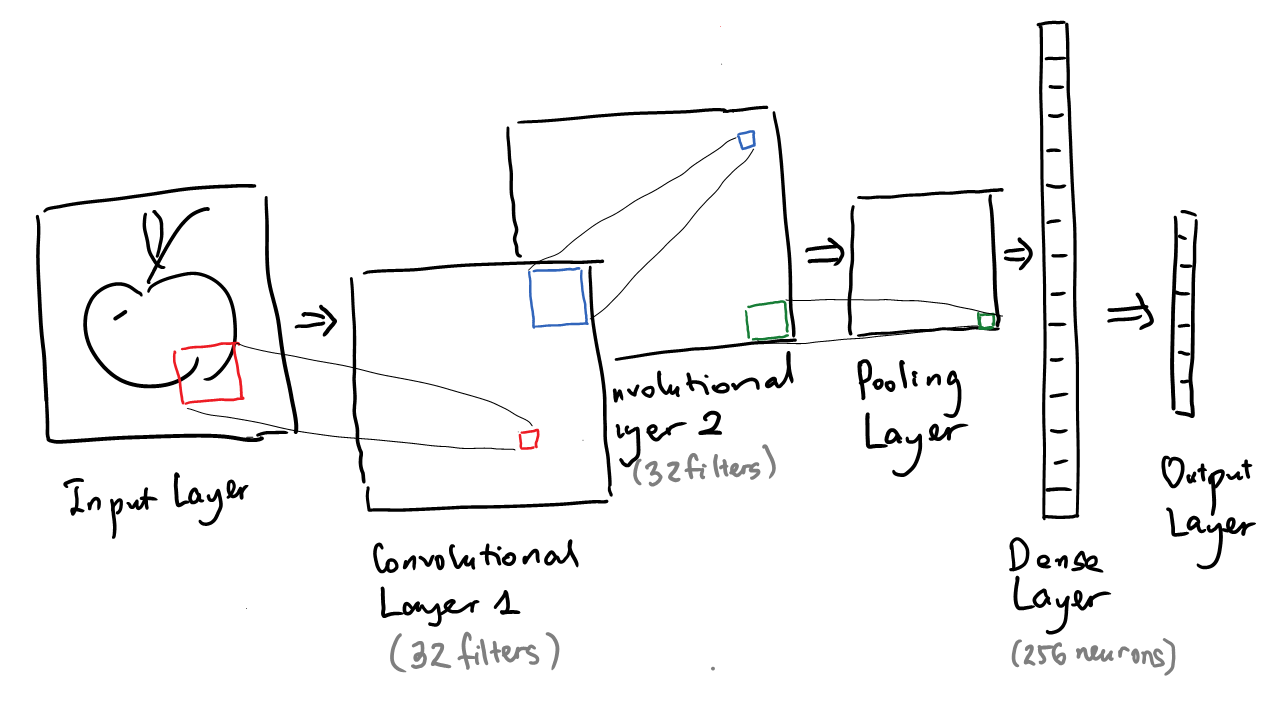 Input Layer
Convolutional
Layer 1
(32 filters)
nvolutional
yer 2
(32 filters)
Pooling
Layer
Dense
Layer
(256 neurons)
Output
Layer